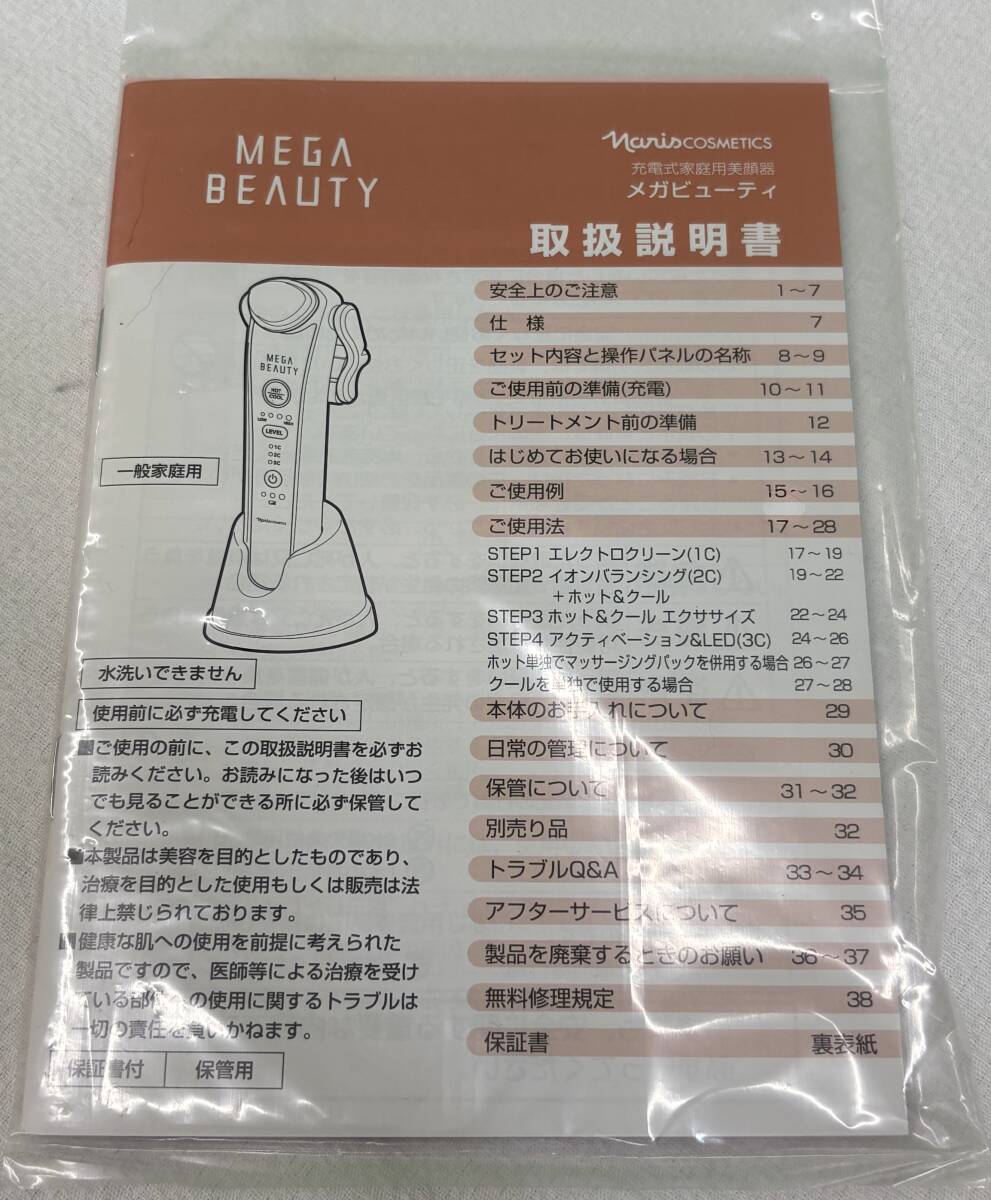 MEGA
BEAUTY
Naris COSMETICS
充電式家庭用美顔器
メガビューティ
取扱説明書
MEGA
BEAUTY
HOT
COOL
LOW HIGH
LEVEL
1C
2C
3C
一般家庭用
水洗いできません
使用前に必ず充電してください
■ご使用の前に、この取扱説明書を必ずお
読みください。お読みになった後はいつ
でも見ることができる所に必ず保管して
ください。
■本製品は美容を目的としたものであり、
治療を目的とした使用もしくは販売は法
律上禁じられております。
■健康な肌への使用を前提に考えられた
製品ですので、医師等による治療を受け
ている部位への使用に関するトラブルは
一切の責任を負いかねます。
保証書付 保管用
安全上のご注意 1～7
仕 様 7
セット内容と操作パネルの名称 8～9
ご使用前の準備(充電) 10～11
トリートメント前の準備 12
はじめてお使いになる場合 13～14
ご使用例 15～16
ご使用法 17～28
STEP1 エレクトロクリーン(1C) 17～19
STEP2 イオンバランシング(2C) 19～22
＋ホット&クール
STEP3 ホット&クール エクササイズ 22～24
STEP4 アクティベーション&LED(3C) 24～26
ホット単独でマッサージングパックを併用する場合 26～27
クールを単独で使用する場合 27～28
本体のお手入れについて 29
日常の管理について 30
保管について 31～32
別売り品 32
トラブルQ&A 33～34
アフターサービスについて 35
製品を廃棄するときのお願い 36～37
無料修理規定 38
保証書 裏表紙